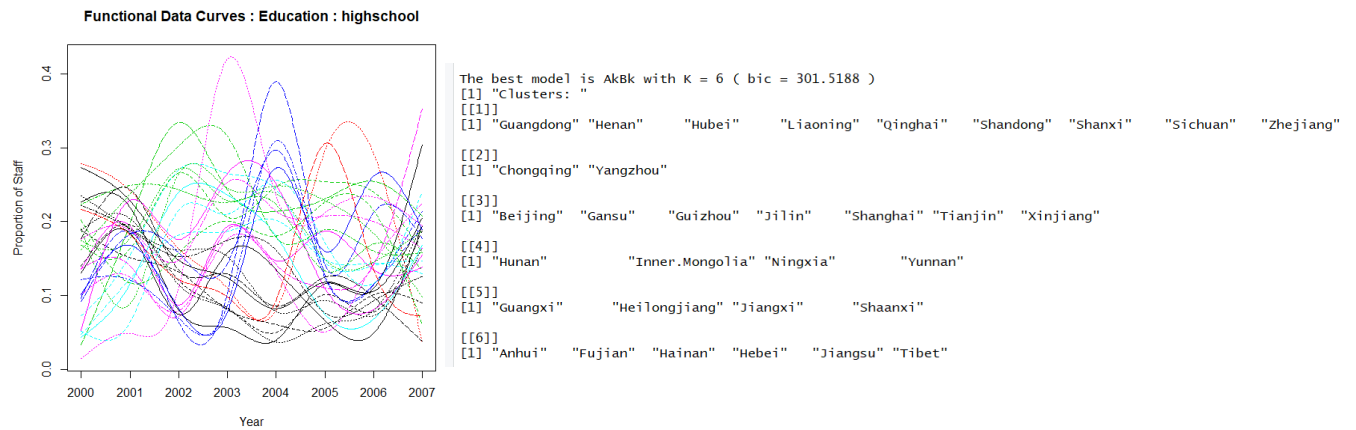 Functional Data Curves : Education : highschool
Proportion of Staff
0.4
0.3
0.2
0.1
0.0
2000 2001 2002 2003 2004 2005 2006 2007
Year
The best model is AkBk with K = 6 ( bic = 301.5188 )
[1] "Clusters: "
[[1]]
[1] "Guangdong" "Henan" "Hubei" "Liaoning" "Qinghai" "Shandong" "Shanxi" "Sichuan" "Zhejiang"
[[2]]
[1] "Chongqing" "Yangzhou"
[[3]]
[1] "Beijing" "Gansu" "Guizhou" "Jilin" "Shanghai" "Tianjin" "Xinjiang"
[[4]]
[1] "Hunan" "Inner.Mongolia" "Ningxia" "Yunnan"
[[5]]
[1] "Guangxi" "Heilongjiang" "Jiangxi" "Shaanxi"
[[6]]
[1] "Anhui" "Fujian" "Hainan" "Hebei" "Jiangsu" "Tibet"